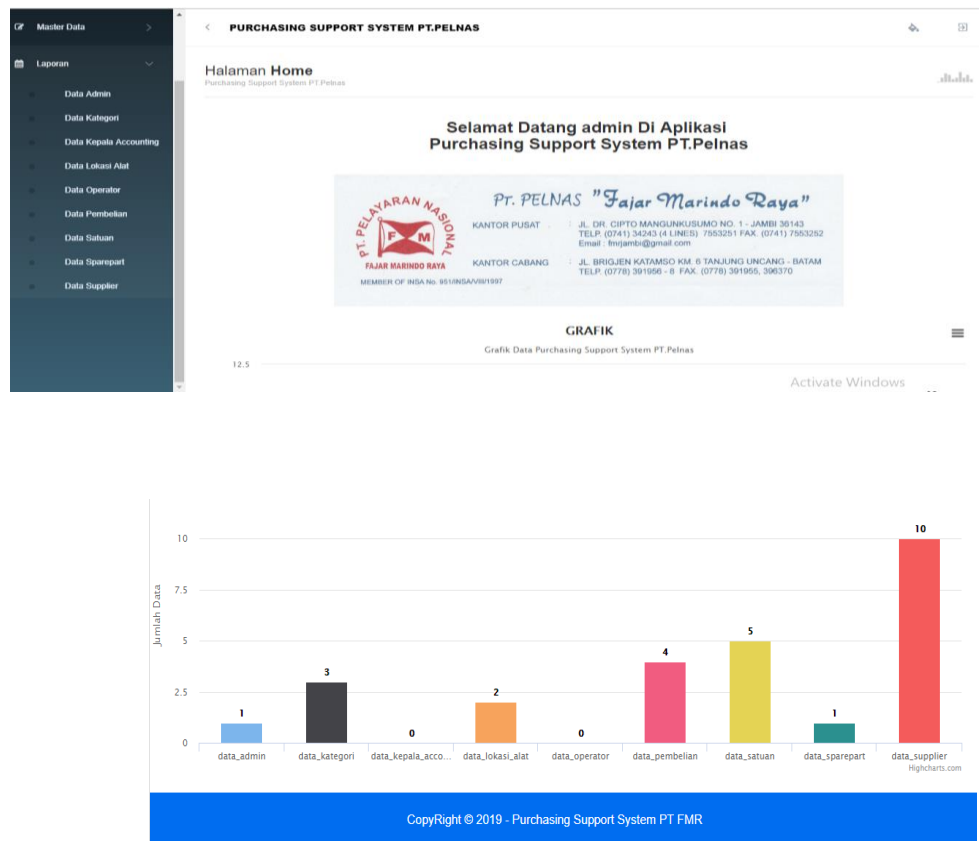 Master Data
Laporan
Data Admin
Data Kategori
Data Kepala Accounting
Data Lokasi Alat
Data Operator
Data Pembelian
Data Satuan
Data Sparepart
Data Supplier
PURCHASING SUPPORT SYSTEM PT.PELNAS
Halaman Home
Purchasing Support System PT.Pelnas
Selamat Datang admin Di Aplikasi
Purchasing Support System PT.Pelnas
PT. PELAYARAN NASIONAL
F M
FAJAR MARINDO RAYA
MEMBER OF INSA No. 951/INSA/VIII/1997
PT. PELNAS "Fajar Marindo Raya"
KANTOR PUSAT : JL. DR. CIPTO MANGUNKUSUMO NO. 1 - JAMBI 36143
TELP. (0741) 34243 (4 LINES) 7553251 FAX. (0741) 7553252
Email : fmrjambi@gmail.com
KANTOR CABANG : JL. BRIGJEN KATAMSO KM. 6 TANJUNG UNCANG - BATAM
TELP. (0778) 391956 - 8 FAX. (0778) 391955, 396370
GRAFIK
Grafik Data Purchasing Support System PT.Pelnas
12.5
Activate Windows
Jumlah Data
10
7.5
5
2.5
0
1
3
0
2
0
4
5
1
10
data_admin
data_kategori
data_kepala_acco...
data_lokasi_alat
data_operator
data_pembelian
data_satuan
data_sparepart
data_supplier
Highcharts.com
CopyRight © 2019 - Purchasing Support System PT FMR